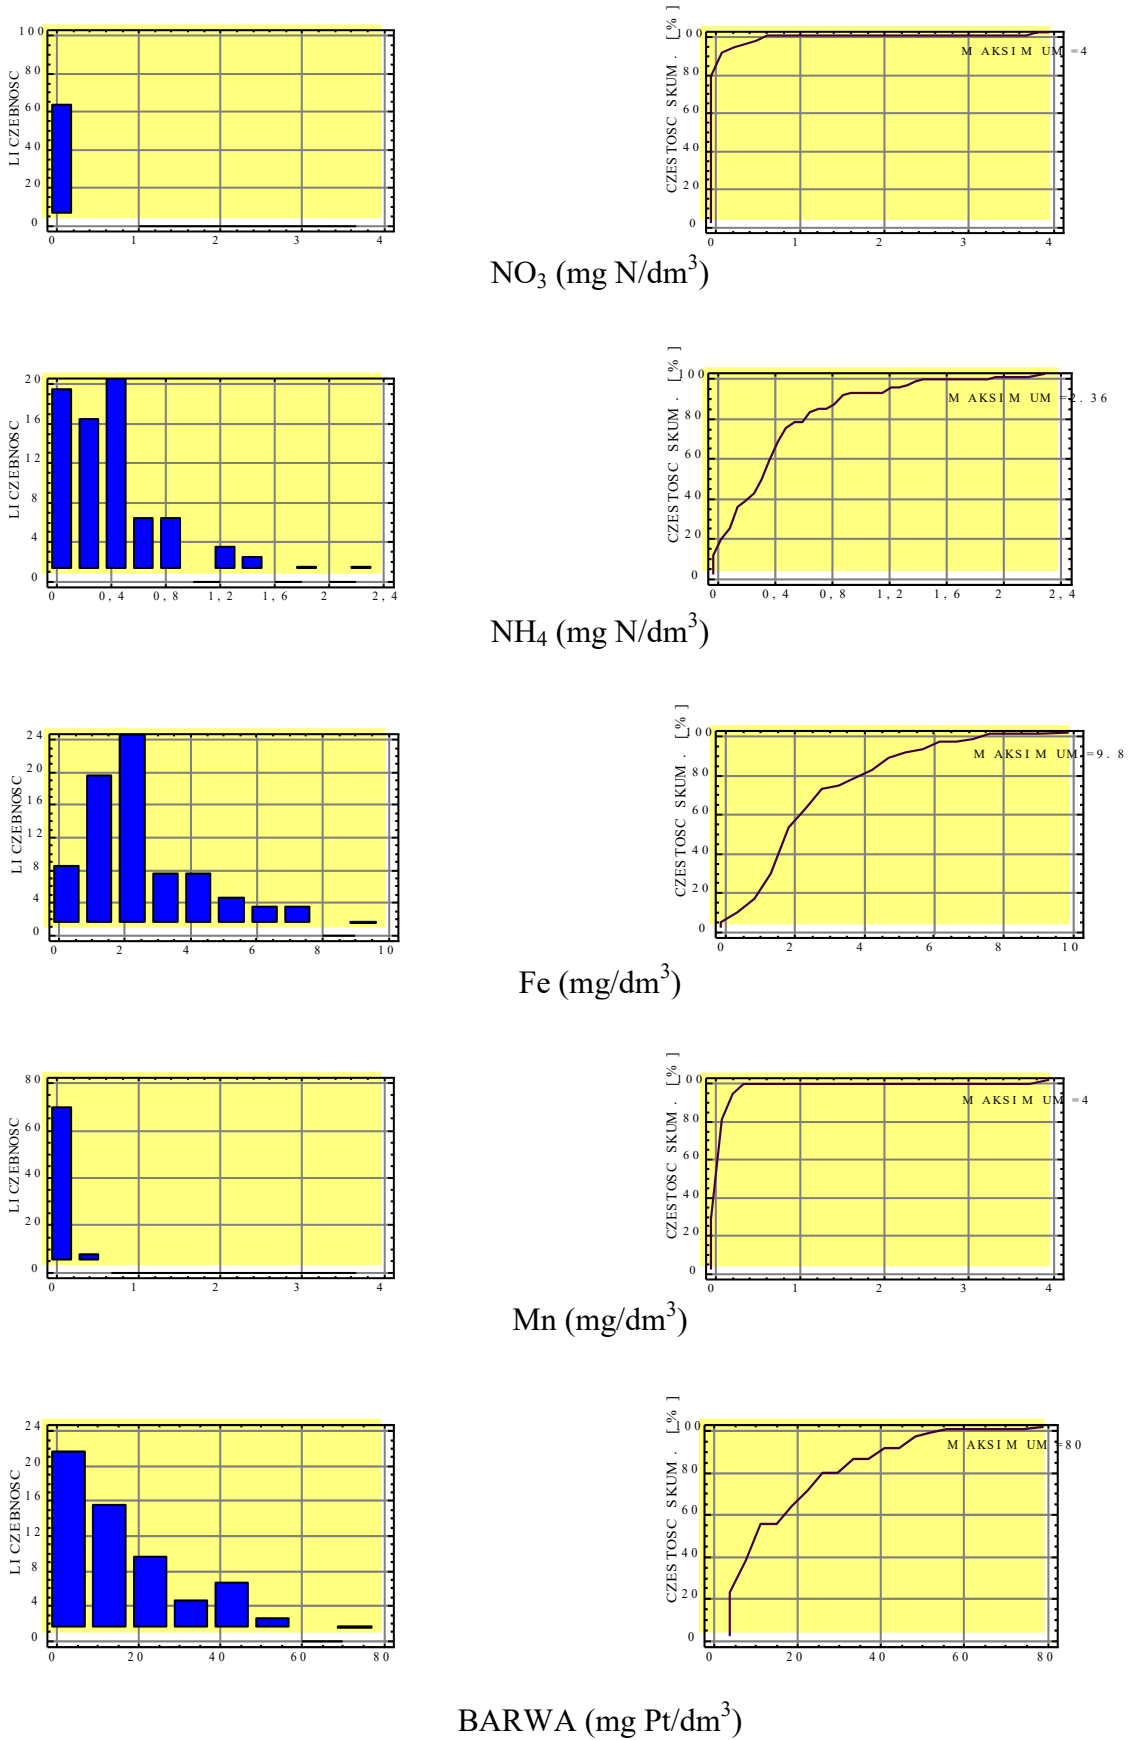 LICZEBNOSC
100
80
60
40
20
0
0 1 2 3 4
CZESTOSC SKUM. [%]
100
80
60
40
20
0
MAKSIMUM=4
0 1 2 3 4
NO₃ (mg N/dm³)
LICZEBNOSC
20
16
12
8
4
0
0 0,4 0,8 1,2 1,6 2 2,4
CZESTOSC SKUM. [%]
100
80
60
40
20
0
MAKSIMUM=2.36
0 0,4 0,8 1,2 1,6 2 2,4
NH₄ (mg N/dm³)
LICZEBNOSC
24
20
16
12
8
4
0
0 2 4 6 8 10
CZESTOSC SKUM. [%]
100
80
60
40
20
0
MAKSIMUM=9.8
0 2 4 6 8 10
Fe (mg/dm³)
LICZEBNOSC
80
60
40
20
0
0 1 2 3 4
CZESTOSC SKUM. [%]
100
80
60
40
20
0
MAKSIMUM=4
0 1 2 3 4
Mn (mg/dm³)
LICZEBNOSC
24
20
16
12
8
4
0
0 20 40 60 80
CZESTOSC SKUM. [%]
100
80
60
40
20
0
MAKSIMUM=80
0 20 40 60 80
BARWA (mg Pt/dm³)